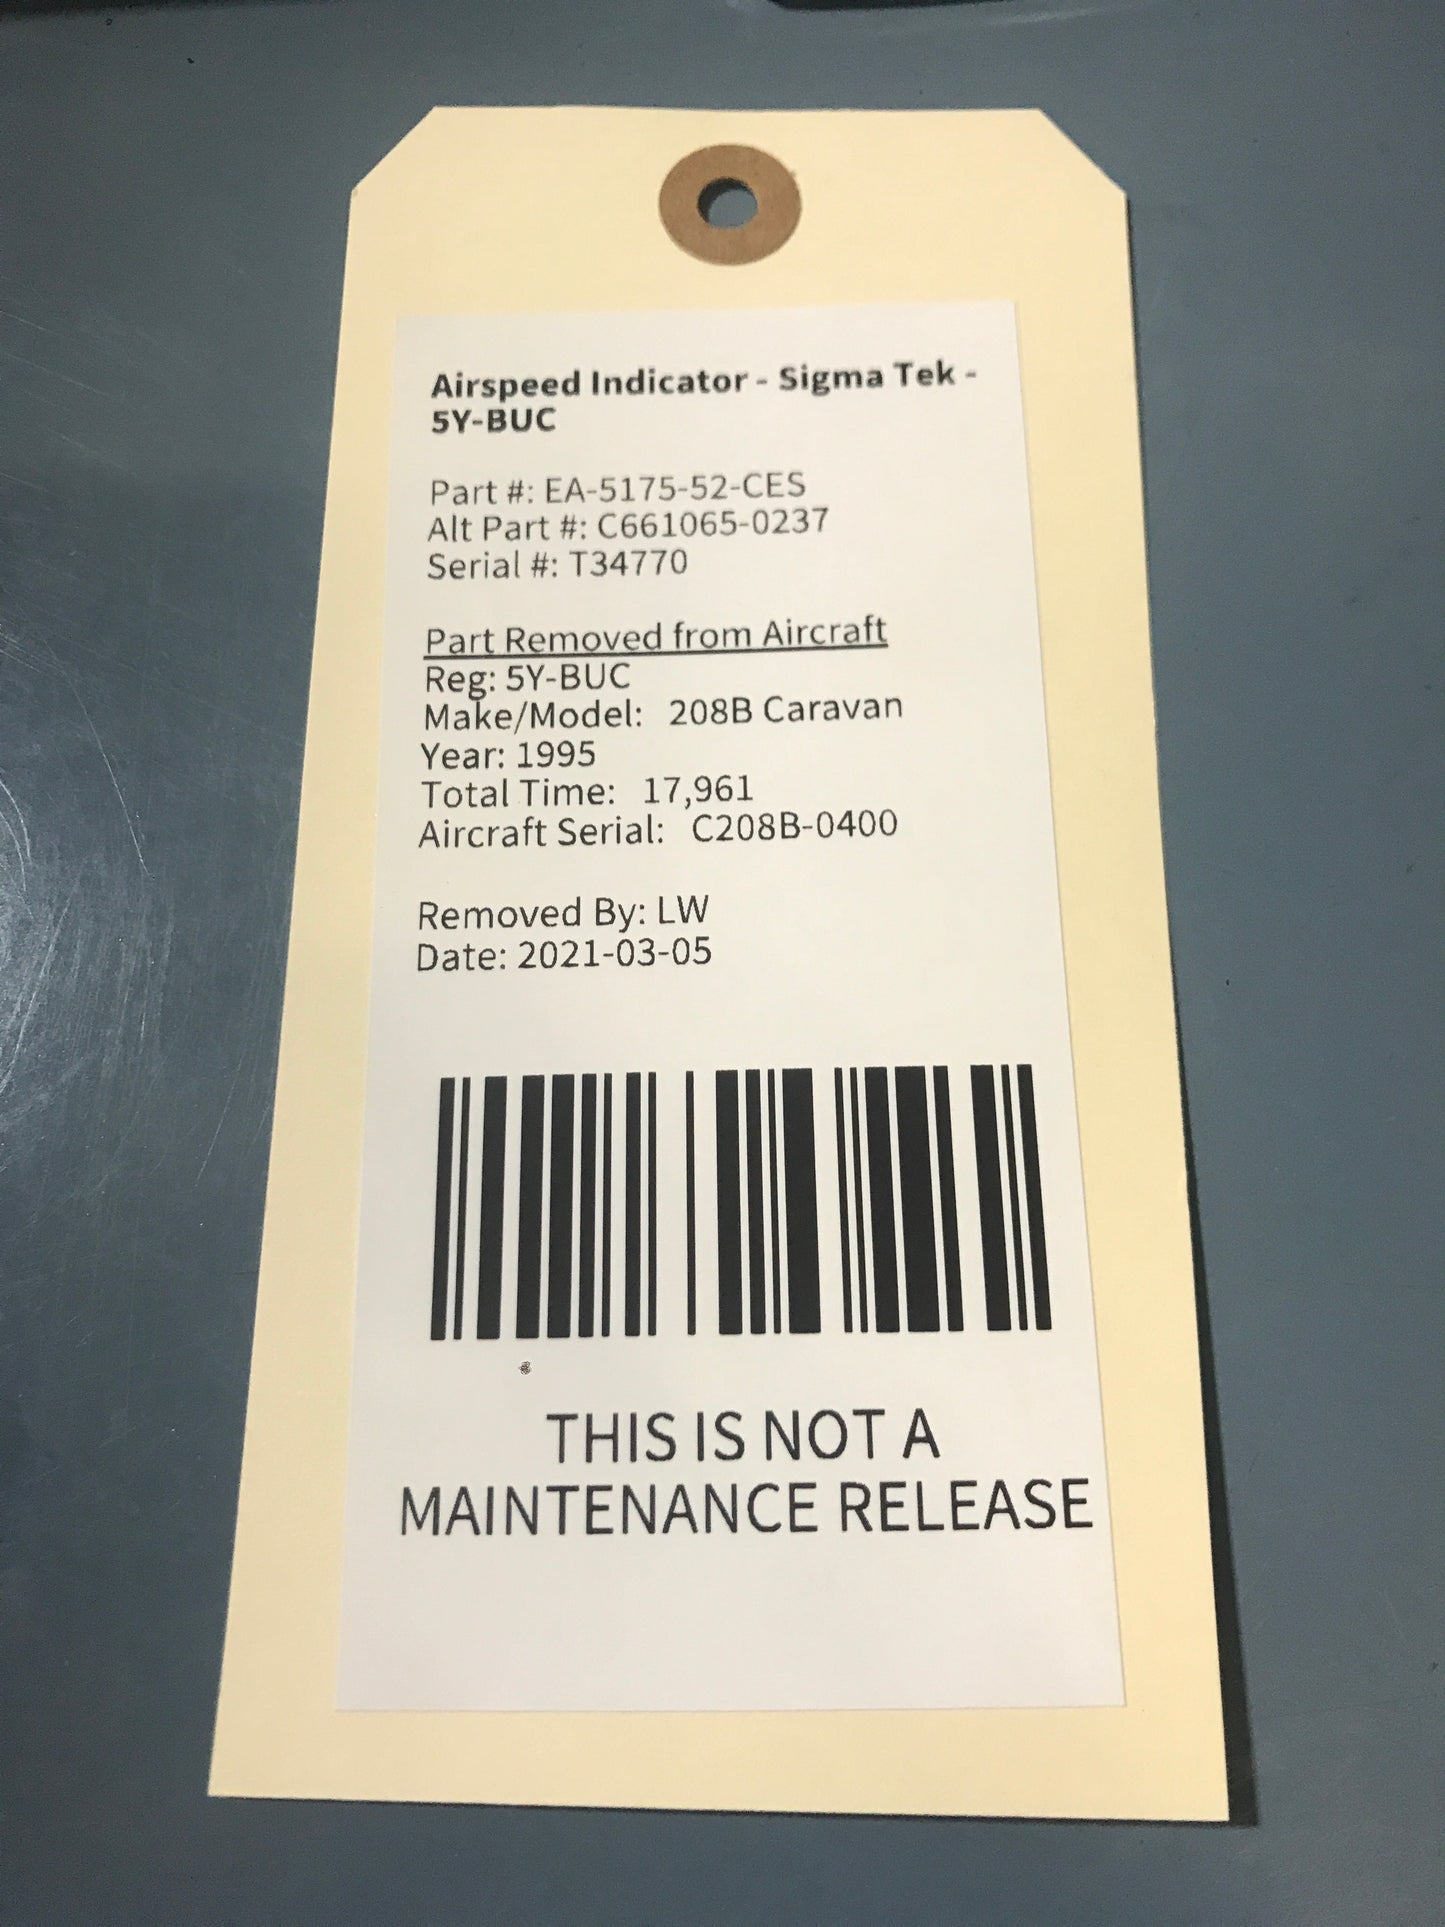 Airspeed Indicator - Sigma Tek -
5Y-BUC
Part #: EA-5175-52-CES
Alt Part #: C661065-0237
Serial #: T34770
Part Removed from Aircraft
Reg: 5Y-BUC
Make/Model: 208B Caravan
Year: 1995
Total Time: 17,961
Aircraft Serial: C208B-0400
Removed By: LW
Date: 2021-03-05
THIS IS NOT A
MAINTENANCE RELEASE